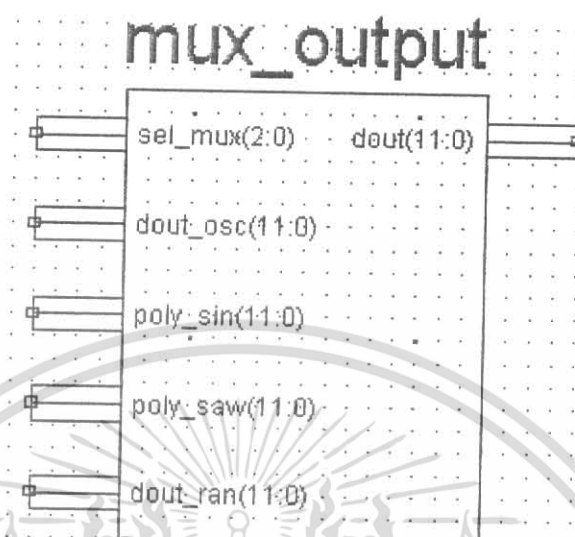 mux_output
sel_mux(2:0) dout(11:0)
dout_osc(11:0)
poly_sin(11:0)
poly_saw(11:0)
dout_ran(11:0)